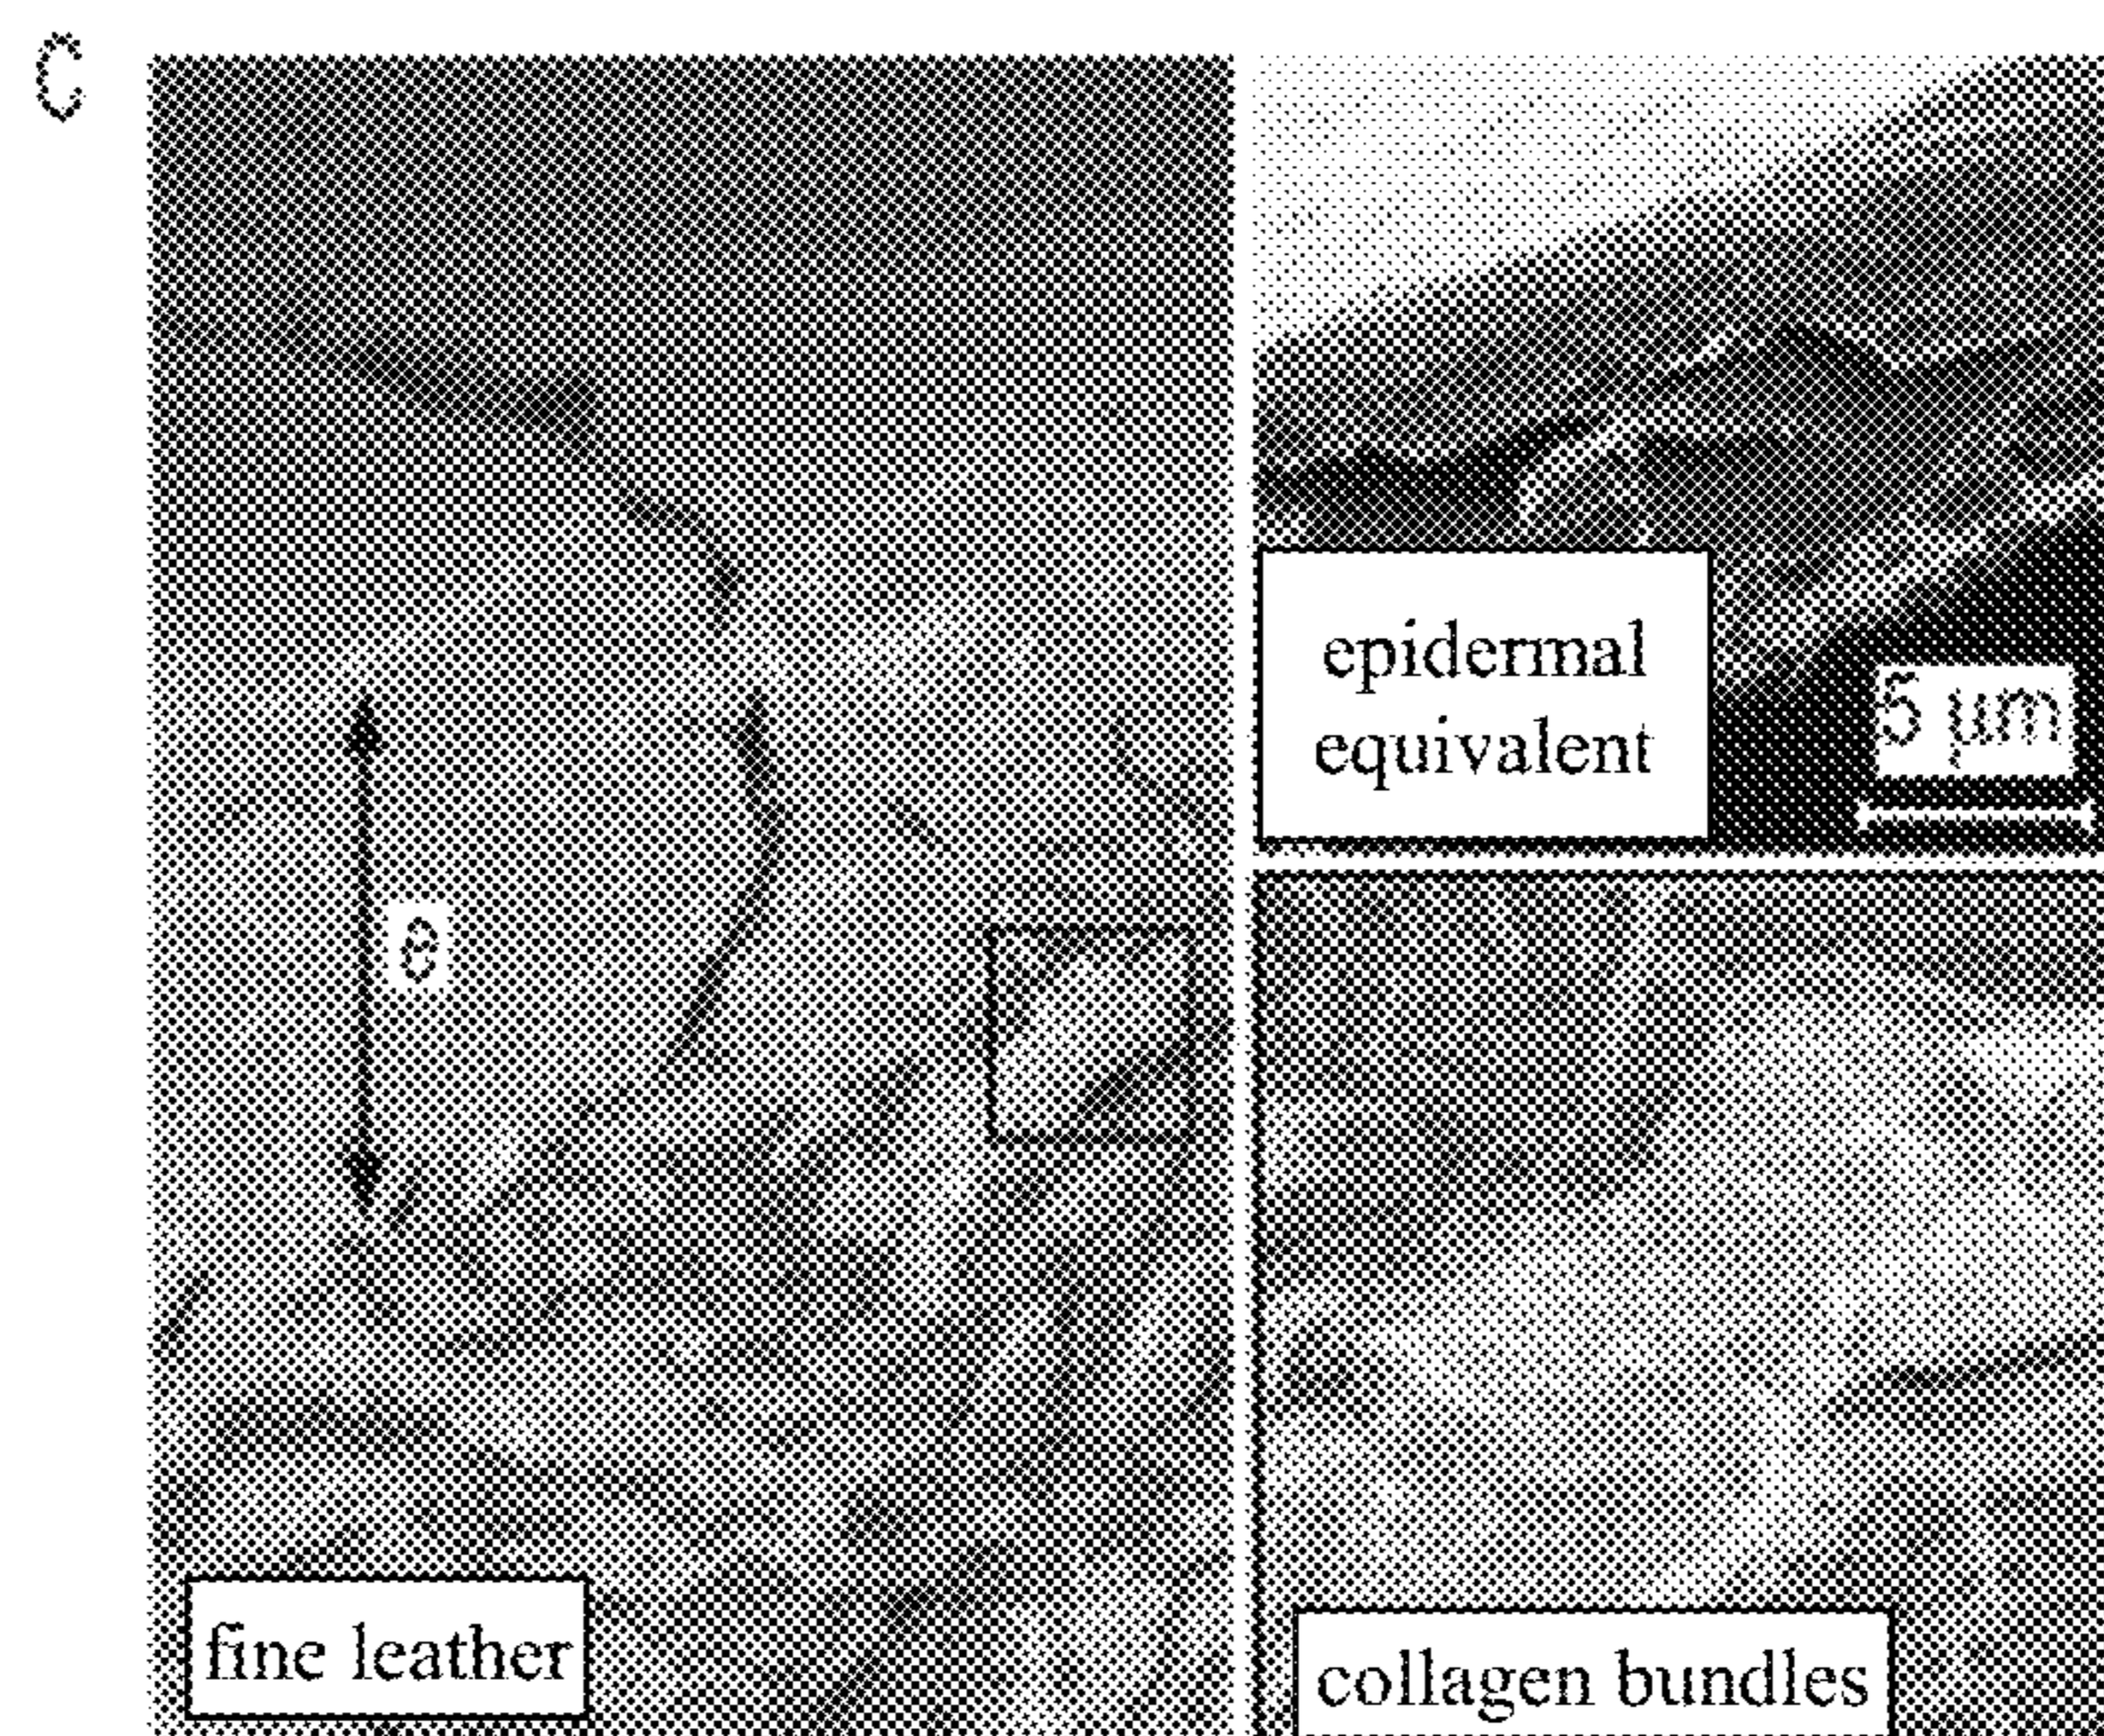 C
epidermal
equivalent
5 µm
e
fine leather
collagen bundles